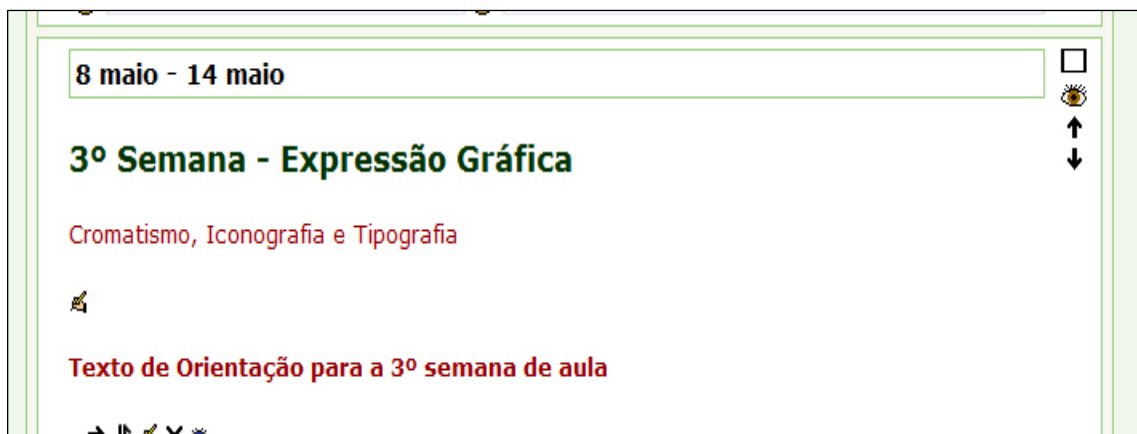 8 maio - 14 maio
3º Semana - Expressão Gráfica
Cromatismo, Iconografia e Tipografia
Texto de Orientação para a 3º semana de aula